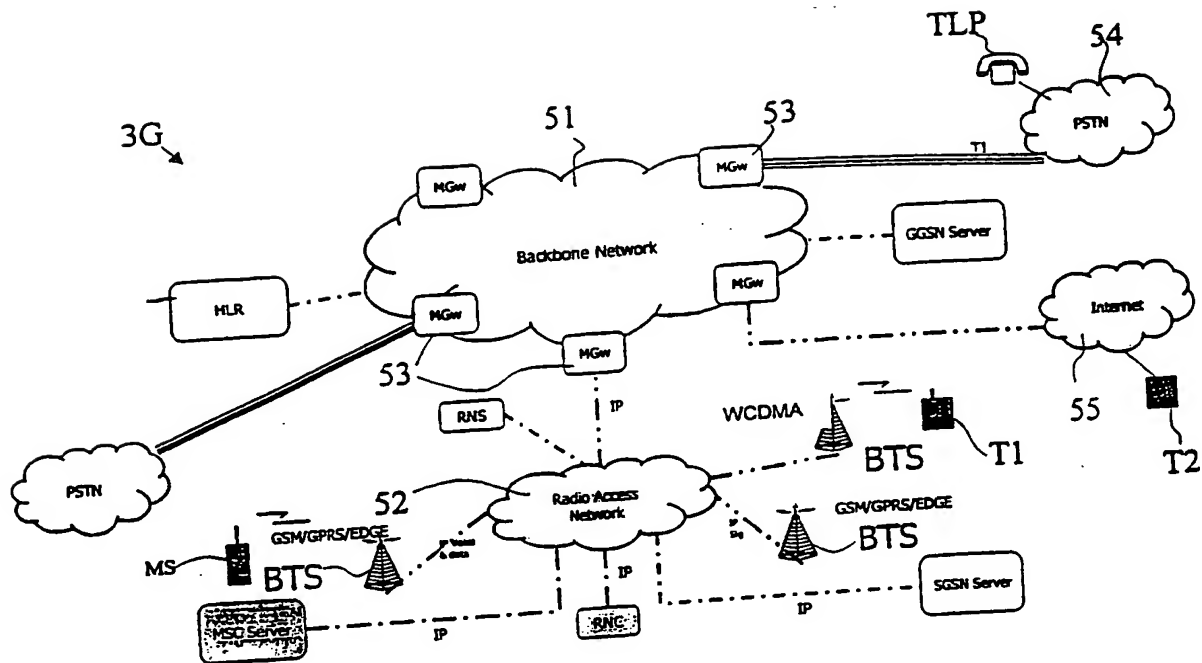 TLP
54
PSTN
51
53
3G
T1
MGw
MGw
Backbone Network
GGSN Server
MGw
HLR
MGw
Internet
MGw
53
RNS
IP
WCDMA
55
BTS
T1
T2
PSTN
52
Radio Access
Network
GSM/GPRS/EDGE
GSM/GPRS/EDGE
MS
BTS
& data
BTS
IP
SGSN Server
MSC Server
IP
RNC
IP